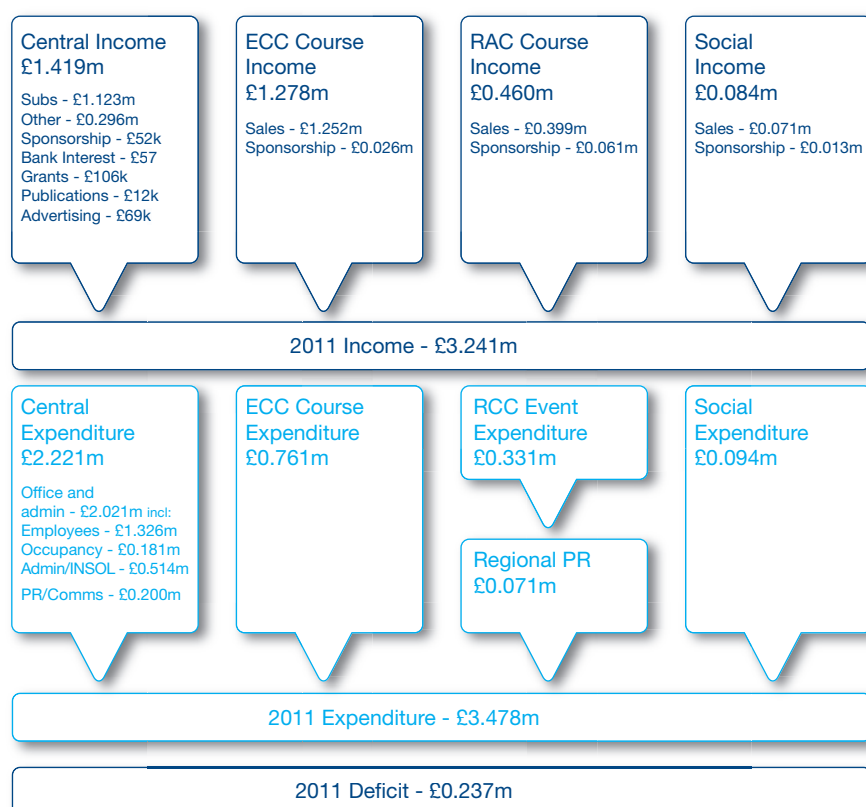 Central Income
£1.419m
Subs - £1.123m
Other - £0.296m
Sponsorship - £52k
Bank Interest - £57
Grants - £106k
Publications - £12k
Advertising - £69k
ECC Course
Income
£1.278m
Sales - £1.252m
Sponsorship - £0.026m
RAC Course
Income
£0.460m
Sales - £0.399m
Sponsorship - £0.061m
Social
Income
£0.084m
Sales - £0.071m
Sponsorship - £0.013m
2011 Income - £3.241m
Central
Expenditure
£2.221m
Office and
admin - £2.021m incl:
Employees - £1.326m
Occupancy - £0.181m
Admin/INSOL - £0.514m
PR/Comms - £0.200m
ECC Course
Expenditure
£0.761m
RCC Event
Expenditure
£0.331m
Regional PR
£0.071m
Social
Expenditure
£0.094m
2011 Expenditure - £3.478m
2011 Deficit - £0.237m